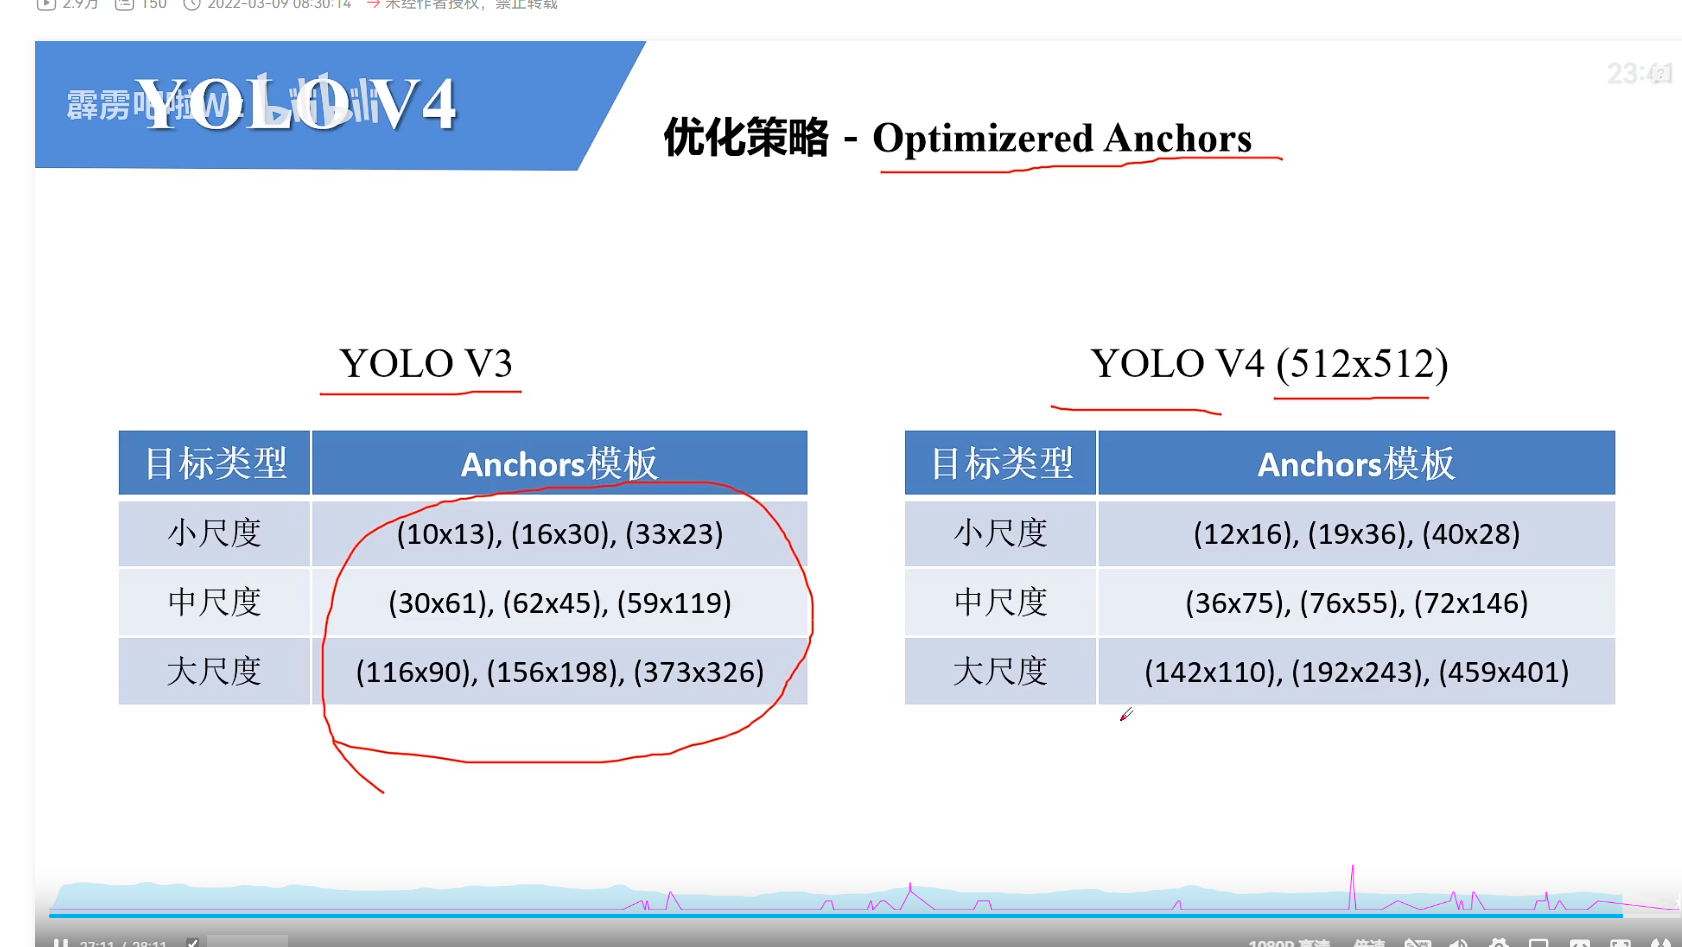 2.9万 150 2022-03-09 08:30:14 未经作者授权，禁止转载
霹雳吧啦Wz bilibili
YOLO V4
优化策略 - Optimizered Anchors
YOLO V3
目标类型 Anchors模板
小尺度 (10x13), (16x30), (33x23)
中尺度 (30x61), (62x45), (59x119)
大尺度 (116x90), (156x198), (373x326)
YOLO V4 (512x512)
目标类型 Anchors模板
小尺度 (12x16), (19x36), (40x28)
中尺度 (36x75), (76x55), (72x146)
大尺度 (142x110), (192x243), (459x401)
27:11 / 28:11 1080P 高清 倍速